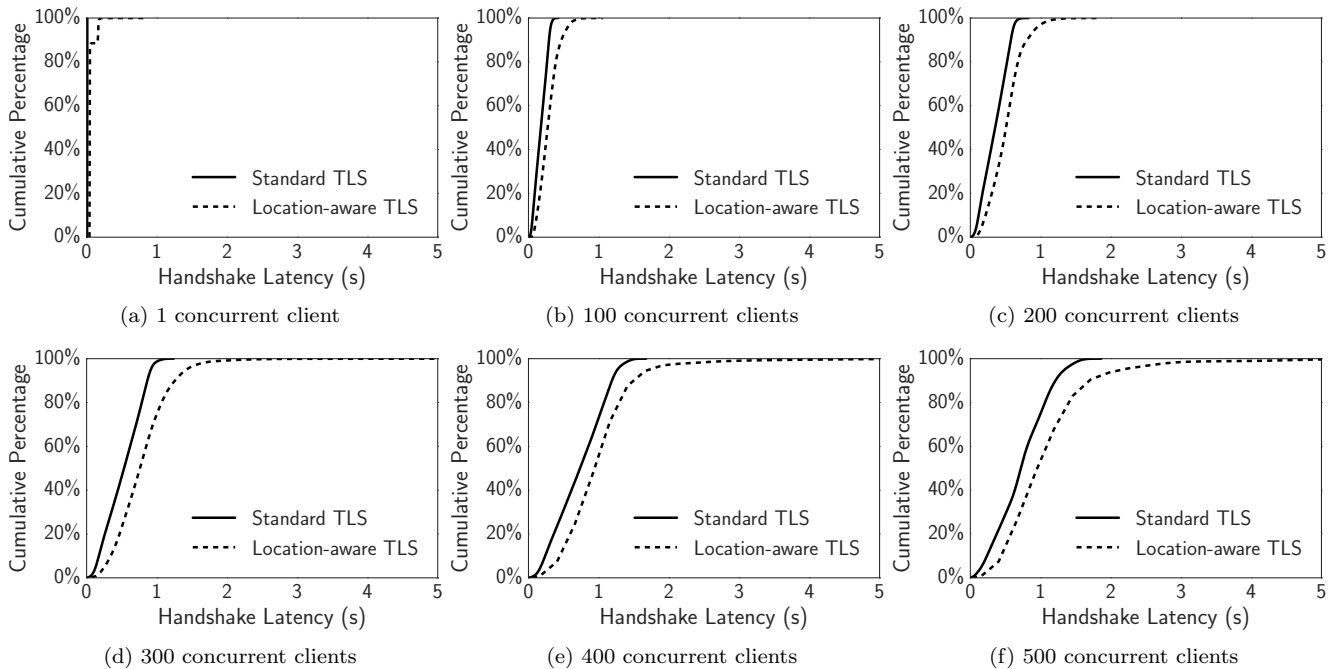 100%
80%
60%
40%
20%
0%
Cumulative Percentage
Standard TLS
Location-aware TLS
0 1 2 3 4 5
Handshake Latency (s)
(a) 1 concurrent client
100%
80%
60%
40%
20%
0%
Cumulative Percentage
Standard TLS
Location-aware TLS
0 1 2 3 4 5
Handshake Latency (s)
(b) 100 concurrent clients
100%
80%
60%
40%
20%
0%
Cumulative Percentage
Standard TLS
Location-aware TLS
0 1 2 3 4 5
Handshake Latency (s)
(c) 200 concurrent clients
100%
80%
60%
40%
20%
0%
Cumulative Percentage
Standard TLS
Location-aware TLS
0 1 2 3 4 5
Handshake Latency (s)
(d) 300 concurrent clients
100%
80%
60%
40%
20%
0%
Cumulative Percentage
Standard TLS
Location-aware TLS
0 1 2 3 4 5
Handshake Latency (s)
(e) 400 concurrent clients
100%
80%
60%
40%
20%
0%
Cumulative Percentage
Standard TLS
Location-aware TLS
0 1 2 3 4 5
Handshake Latency (s)
(f) 500 concurrent clients